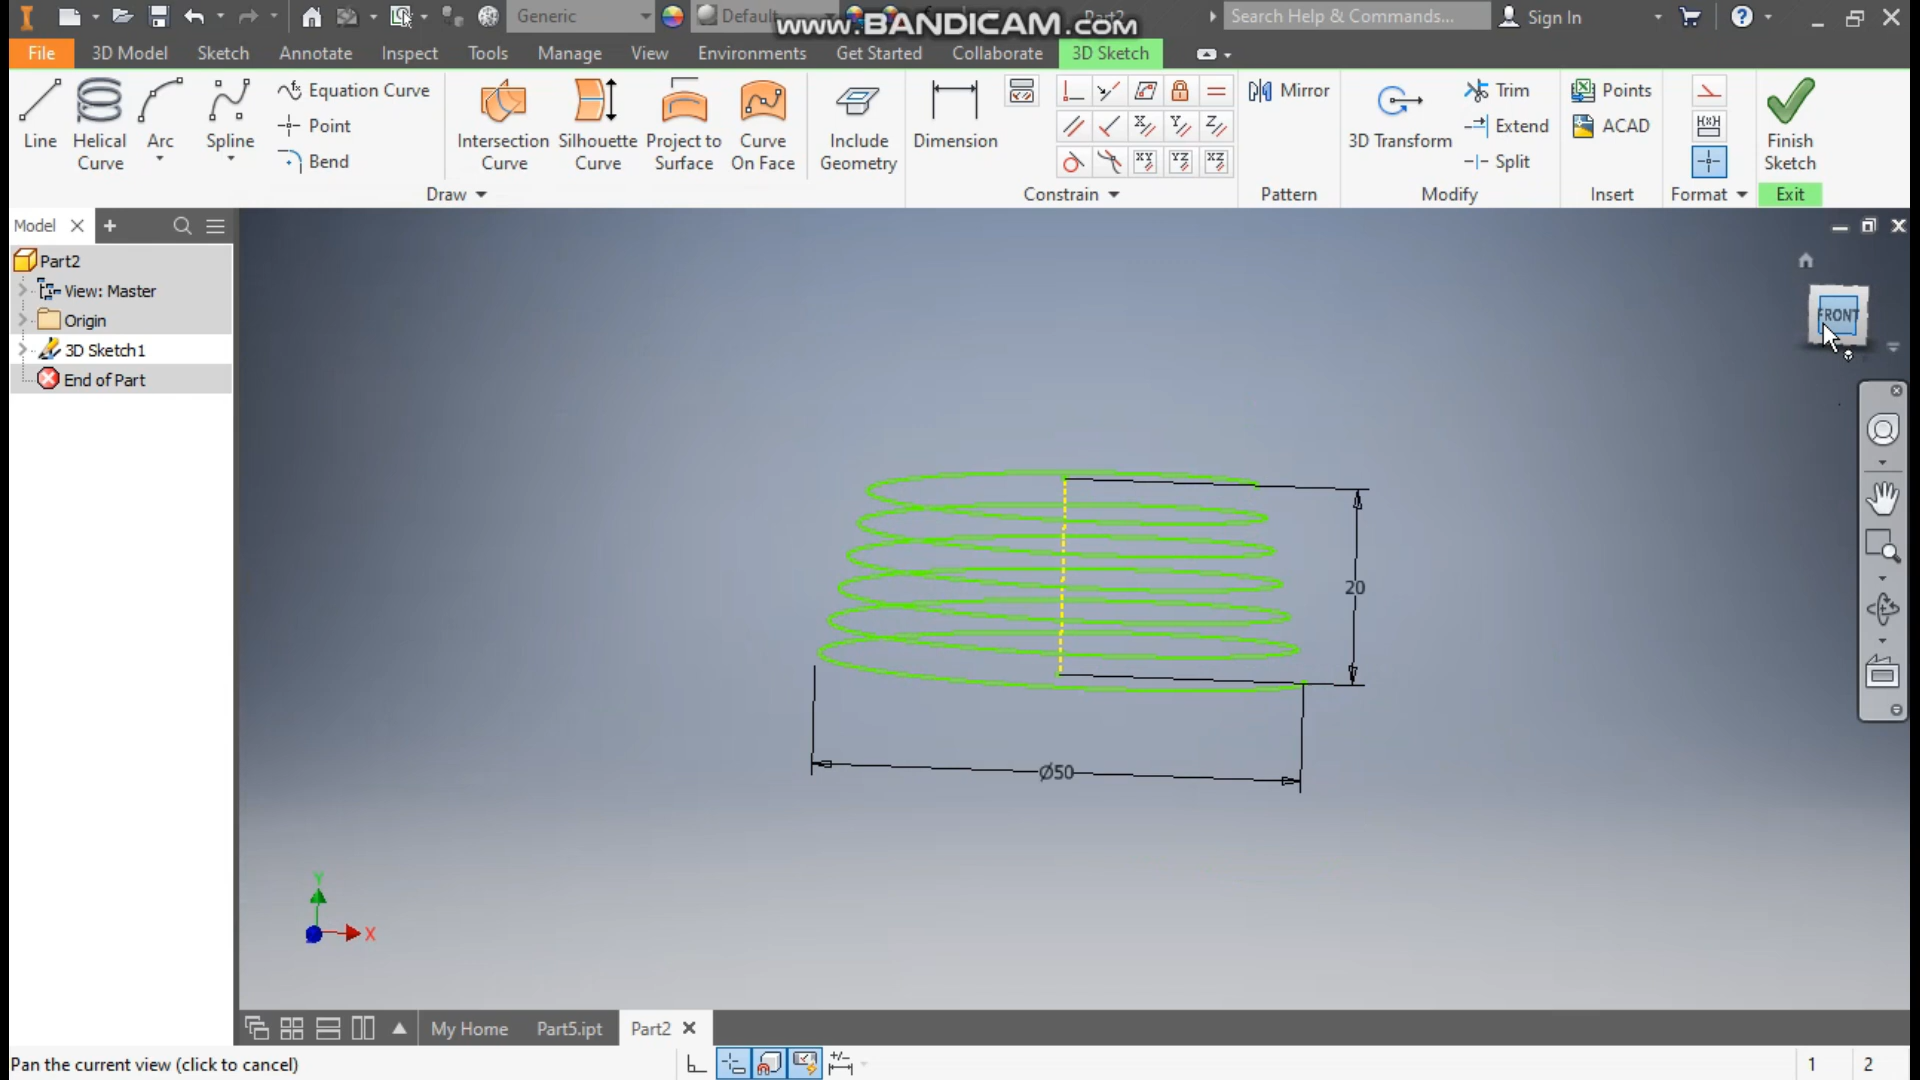 Generic
Default
www.BANDICAM.com
Part2
Search Help & Commands...
Sign In
File
3D Model
Sketch
Annotate
Inspect
Tools
Manage
View
Environments
Get Started
Collaborate
3D Sketch
Line
Helical Curve
Arc
Spline
Equation Curve
Point
Bend
Intersection Curve
Silhouette Curve
Project to Surface
Curve On Face
Include Geometry
Dimension
Mirror
3D Transform
Trim
Extend
Split
Points
ACAD
Finish Sketch
Draw
Constrain
Pattern
Modify
Insert
Format
Exit
Model
Part2
View: Master
Origin
3D Sketch1
End of Part
FRONT
20
Ø50
Y
X
My Home
Part5.ipt
Part2
Pan the current view (click to cancel)
1
2